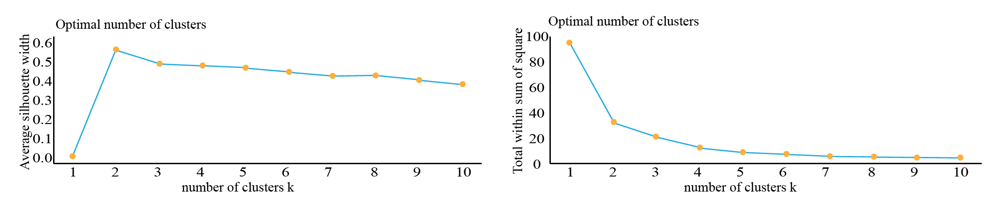 Optimal number of clusters
Average silhouette width
0.6
0.5
0.4
0.3
0.2
0.1
0.0
1 2 3 4 5 6 7 8 9 10
number of clusters k
Optimal number of clusters
Total within sum of square
100
80
60
40
20
0
1 2 3 4 5 6 7 8 9 10
number of clusters k